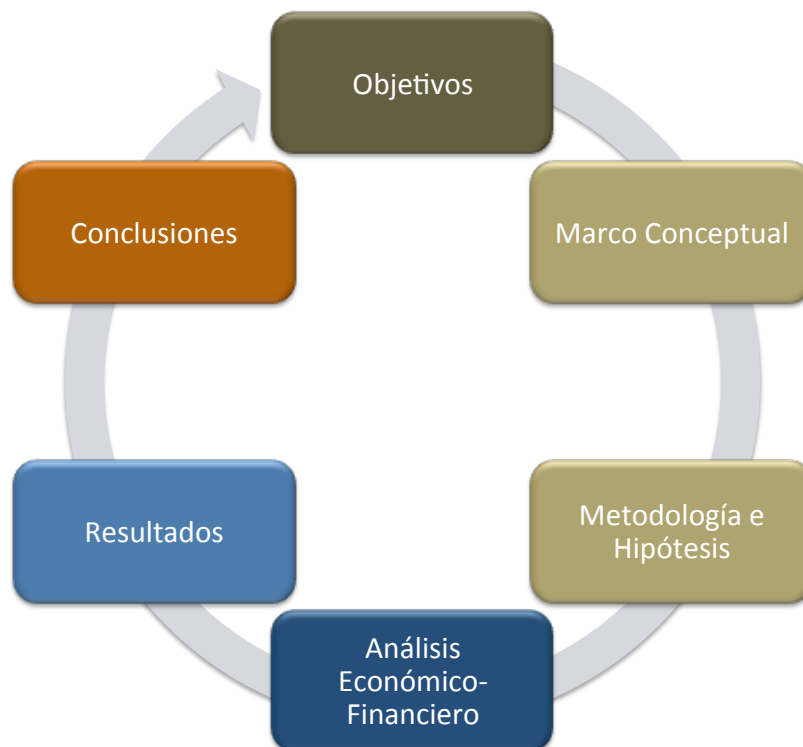 Objetivos
Marco Conceptual
Metodología e
Hipótesis
Análisis
Económico-
Financiero
Resultados
Conclusiones